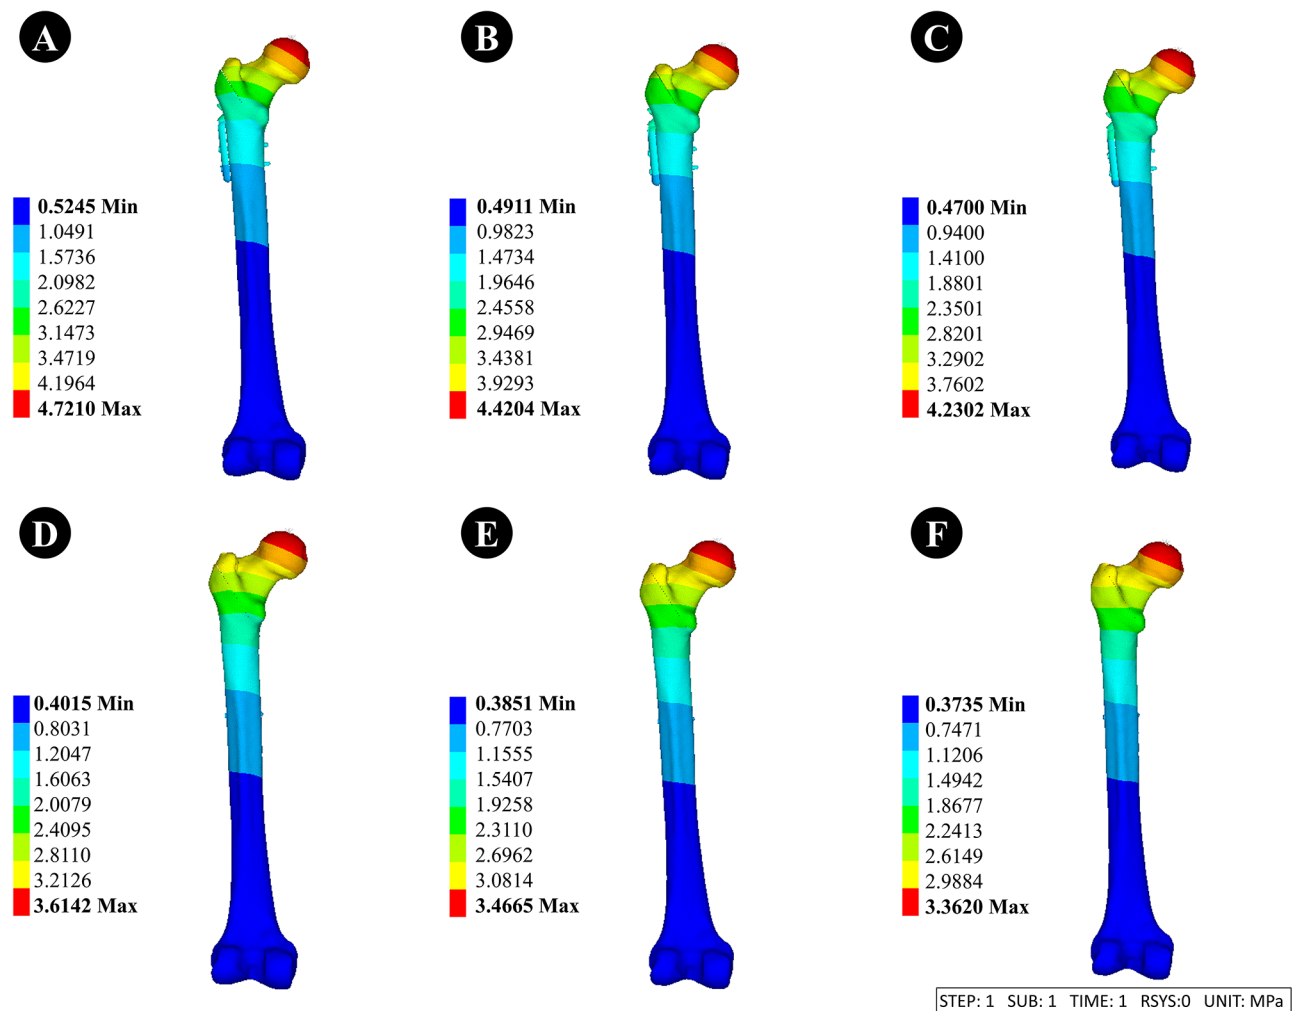 A
0.5245 Min
1.0491
1.5736
2.0982
2.6227
3.1473
3.4719
4.1964
4.7210 Max
B
0.4911 Min
0.9823
1.4734
1.9646
2.4558
2.9469
3.4381
3.9293
4.4204 Max
C
0.4700 Min
0.9400
1.4100
1.8801
2.3501
2.8201
3.2902
3.7602
4.2302 Max
D
0.4015 Min
0.8031
1.2047
1.6063
2.0079
2.4095
2.8110
3.2126
3.6142 Max
E
0.3851 Min
0.7703
1.1555
1.5407
1.9258
2.3110
2.6962
3.0814
3.4665 Max
F
0.3735 Min
0.7471
1.1206
1.4942
1.8677
2.2413
2.6149
2.9884
3.3620 Max
STEP: 1 SUB: 1 TIME: 1 RSYS:0 UNIT: MPa